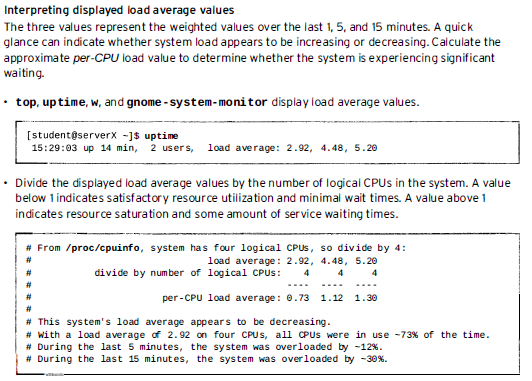 Interpreting displayed load average values
The three values represent the weighted values over the last 1, 5, and 15 minutes. A quick
glance can indicate whether system load appears to be increasing or decreasing. Calculate the
approximate per-CPU load value to determine whether the system is experiencing significant
waiting.
• top, uptime, w, and gnome-system-monitor display load average values.
[student@serverX ~]$ uptime
15:29:03 up 14 min, 2 users, load average: 2.92, 4.48, 5.20
• Divide the displayed load average values by the number of logical CPUs in the system. A value
below 1 indicates satisfactory resource utilization and minimal wait times. A value above 1
indicates resource saturation and some amount of service waiting times.
# From /proc/cpuinfo, system has four logical CPUs, so divide by 4:
# load average: 2.92, 4.48, 5.20
# divide by number of logical CPUs: 4 4 4
# ---- ---- ----
# per-CPU load average: 0.73 1.12 1.30
#
# This system's load average appears to be decreasing.
# With a load average of 2.92 on four CPUs, all CPUs were in use ~73% of the time.
# During the last 5 minutes, the system was overloaded by ~12%.
# During the last 15 minutes, the system was overloaded by ~30%.